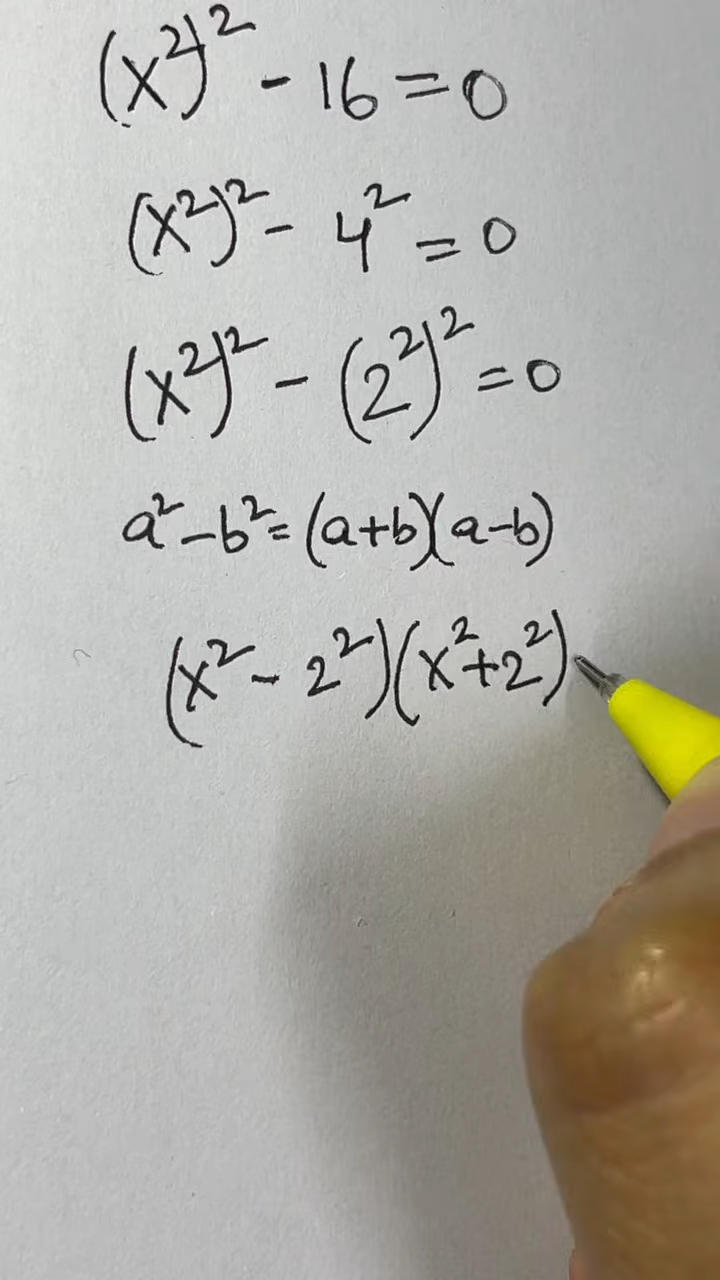 (x²)² - 16 = 0
(x²)² - 4² = 0
(x²)² - (2²)² = 0
a² - b² = (a+b)(a-b)
(x² - 2²)(x² + 2²)